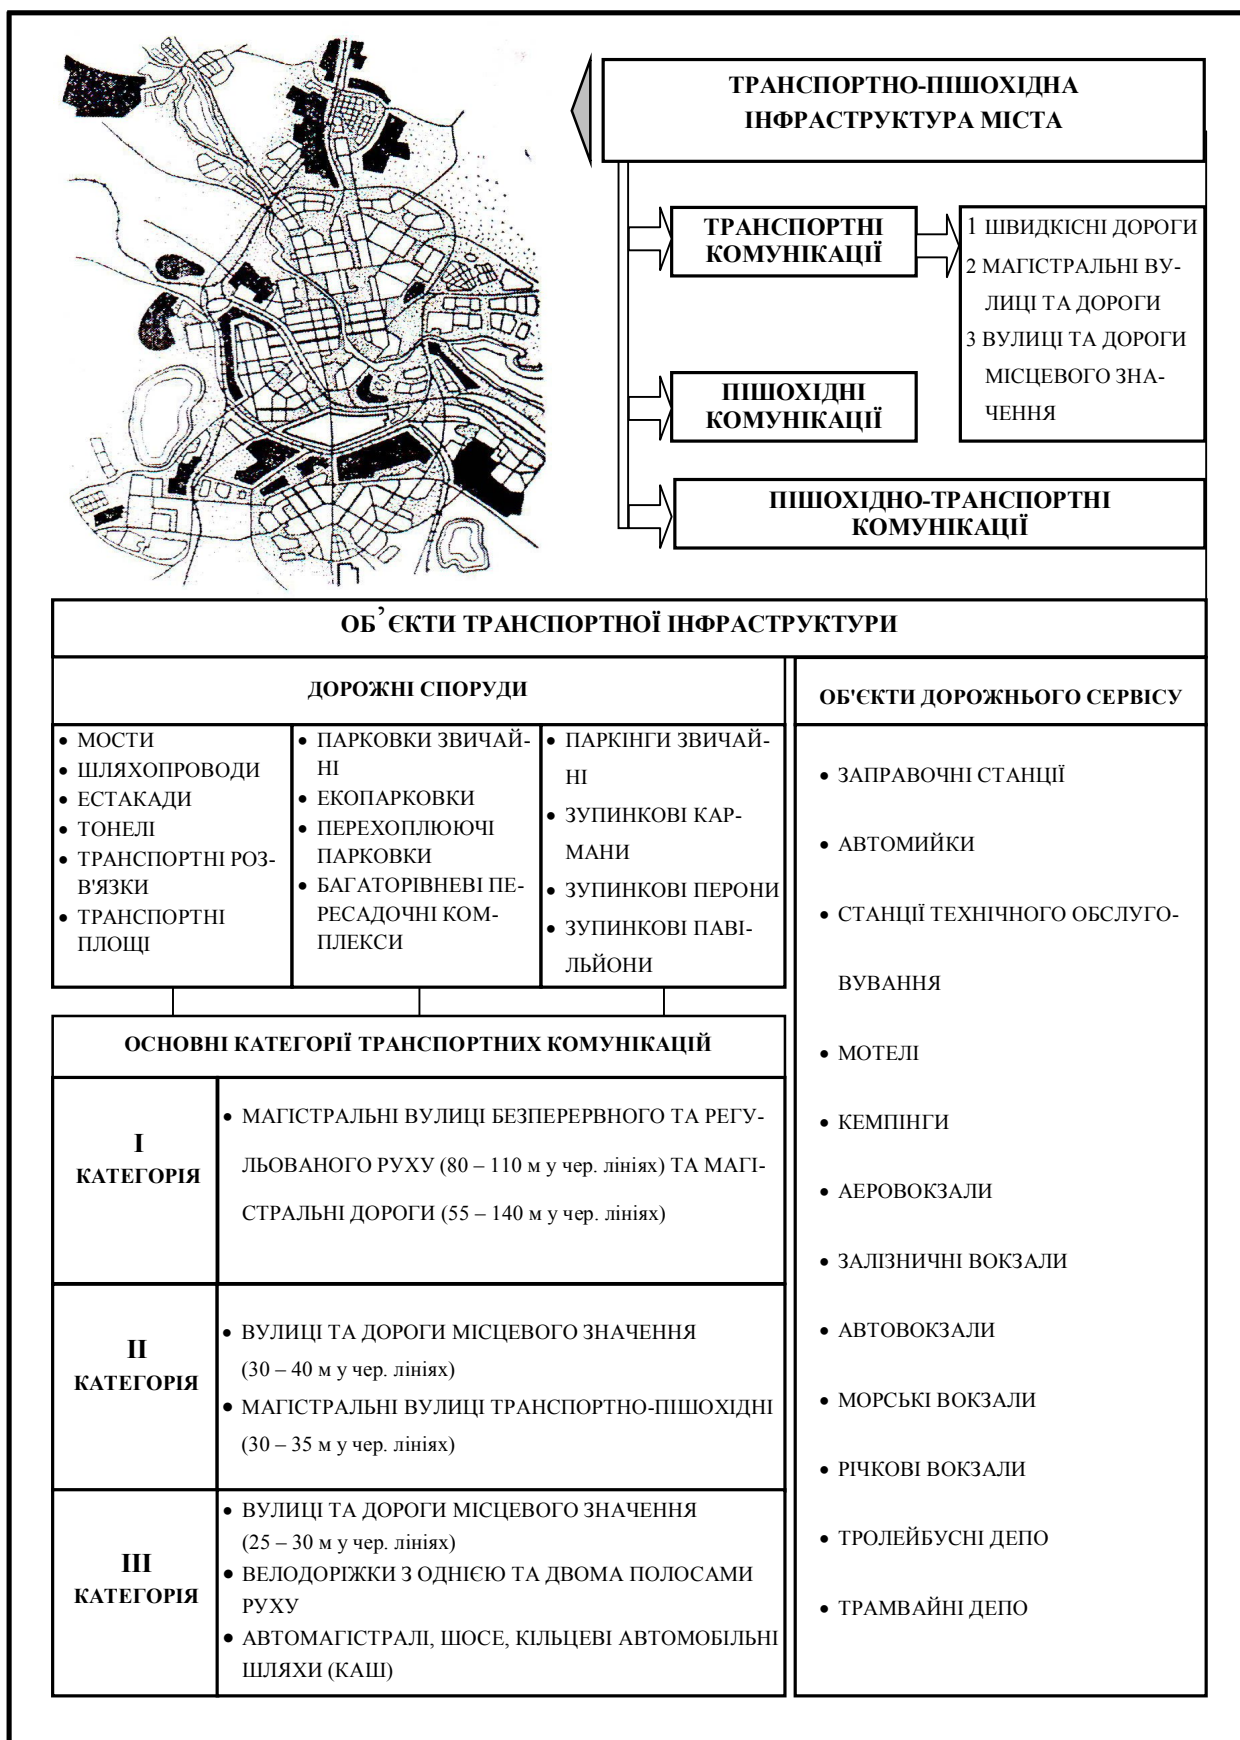 ТРАНСПОРТНО-ПІШОХІДНА
ІНФРАСТРУКТУРА МІСТА
ТРАНСПОРТНІ
КОМУНІКАЦІЇ
1 ШВИДКІСНІ ДОРОГИ
2 МАГІСТРАЛЬНІ ВУ-
ЛИЦІ ТА ДОРОГИ
3 ВУЛИЦІ ТА ДОРОГИ
МІСЦЕВОГО ЗНА-
ЧЕННЯ
ПІШОХІДНІ
КОМУНІКАЦІЇ
ПІШОХІДНО-ТРАНСПОРТНІ
КОМУНІКАЦІЇ
ОБ’ЄКТИ ТРАНСПОРТНОЇ ІНФРАСТРУКТУРИ
ДОРОЖНІ СПОРУДИ
• МОСТИ
• ШЛЯХОПРОВОДИ
• ЕСТАКАДИ
• ТОНЕЛІ
• ТРАНСПОРТНІ РОЗ-
В'ЯЗКИ
• ТРАНСПОРТНІ
ПЛОЩІ
• ПАРКОВКИ ЗВИЧАЙ-
НІ
• ЕКОПАРКОВКИ
• ПЕРЕХОПЛЮЮЧІ
ПАРКОВКИ
• БАГАТОРІВНЕВІ ПЕ-
РЕСАДОЧНІ КОМ-
ПЛЕКСИ
• ПАРКІНГИ ЗВИЧАЙ-
НІ
• ЗУПИНКОВІ КАР-
МАНИ
• ЗУПИНКОВІ ПЕРОНИ
• ЗУПИНКОВІ ПАВІ-
ЛЬЙОНИ
ОСНОВНІ КАТЕГОРІЇ ТРАНСПОРТНИХ КОМУНІКАЦІЙ
I
КАТЕГОРІЯ
• МАГІСТРАЛЬНІ ВУЛИЦІ БЕЗПЕРЕРВНОГО ТА РЕГУ-
ЛЬОВАНОГО РУХУ (80 – 110 м у чер. лініях) ТА МАГІ-
СТРАЛЬНІ ДОРОГИ (55 – 140 м у чер. лініях)
II
КАТЕГОРІЯ
• ВУЛИЦІ ТА ДОРОГИ МІСЦЕВОГО ЗНАЧЕННЯ
(30 – 40 м у чер. лініях)
• МАГІСТРАЛЬНІ ВУЛИЦІ ТРАНСПОРТНО-ПІШОХІДНІ
(30 – 35 м у чер. лініях)
III
КАТЕГОРІЯ
• ВУЛИЦІ ТА ДОРОГИ МІСЦЕВОГО ЗНАЧЕННЯ
(25 – 30 м у чер. лініях)
• ВЕЛОДОРІЖКИ З ОДНІЄЮ ТА ДВОМА ПОЛОСАМИ
РУХУ
• АВТОМАГІСТРАЛІ, ШОСЕ, КІЛЬЦЕВІ АВТОМОБІЛЬНІ
ШЛЯХИ (КАШ)
ОБ'ЄКТИ ДОРОЖНЬОГО СЕРВІСУ
• ЗАПРАВОЧНІ СТАНЦІЇ
• АВТОМИЙКИ
• СТАНЦІЇ ТЕХНІЧНОГО ОБСЛУГО-
ВУВАННЯ
• МОТЕЛІ
• КЕМПІНГИ
• АЕРОВОКЗАЛИ
• ЗАЛІЗНИЧНІ ВОКЗАЛИ
• АВТОВОКЗАЛИ
• МОРСЬКІ ВОКЗАЛИ
• РІЧКОВІ ВОКЗАЛИ
• ТРОЛЕЙБУСНІ ДЕПО
• ТРАМВАЙНІ ДЕПО